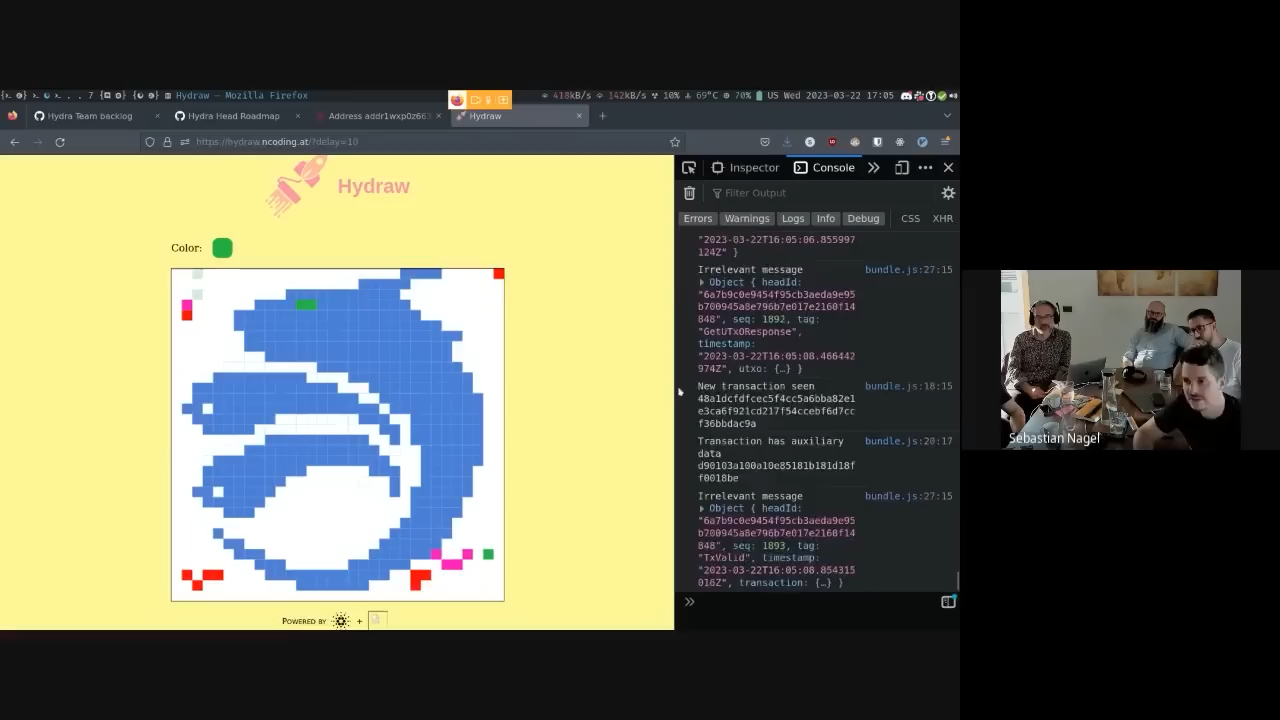 Hydraw — Mozilla Firefox
418kB/s 142kB/s 10% 69°C 70% US Wed 2023-03-22 17:05
Hydra Team backlog
Hydra Head Roadmap
Address addr1wxp0z663
Hydraw
https://hydraw.ncoding.at/?delay=10
Hydraw
Color:
POWERED BY +
Inspector Console
Filter Output
Errors Warnings Logs Info Debug CSS XHR
"2023-03-22T16:05:06.855997
124Z" }
Irrelevant message bundle.js:27:15
Object { headId:
"6a7b9c0e9454f95cb3aeda9e95
b700945a8e796b7e017e2160f14
848", seq: 1892, tag:
"GetUTxOResponse",
timestamp:
"2023-03-22T16:05:08.466442
974Z", utxo: {…} }
New transaction seen bundle.js:18:15
48a1dcfdfcec5f4cc5a6bba82e1
e3ca6f921cd217f54ccebf6d7cc
f36bbdac9a
Transaction has auxiliary bundle.js:20:17
data
d90103a100a10e85181b181d18f
f0018be
Irrelevant message bundle.js:27:15
Object { headId:
"6a7b9c0e9454f95cb3aeda9e95
b700945a8e796b7e017e2160f14
848", seq: 1893, tag:
"TxValid", timestamp:
"2023-03-22T16:05:08.854315
016Z", transaction: {…} }
Sebastian Nagel